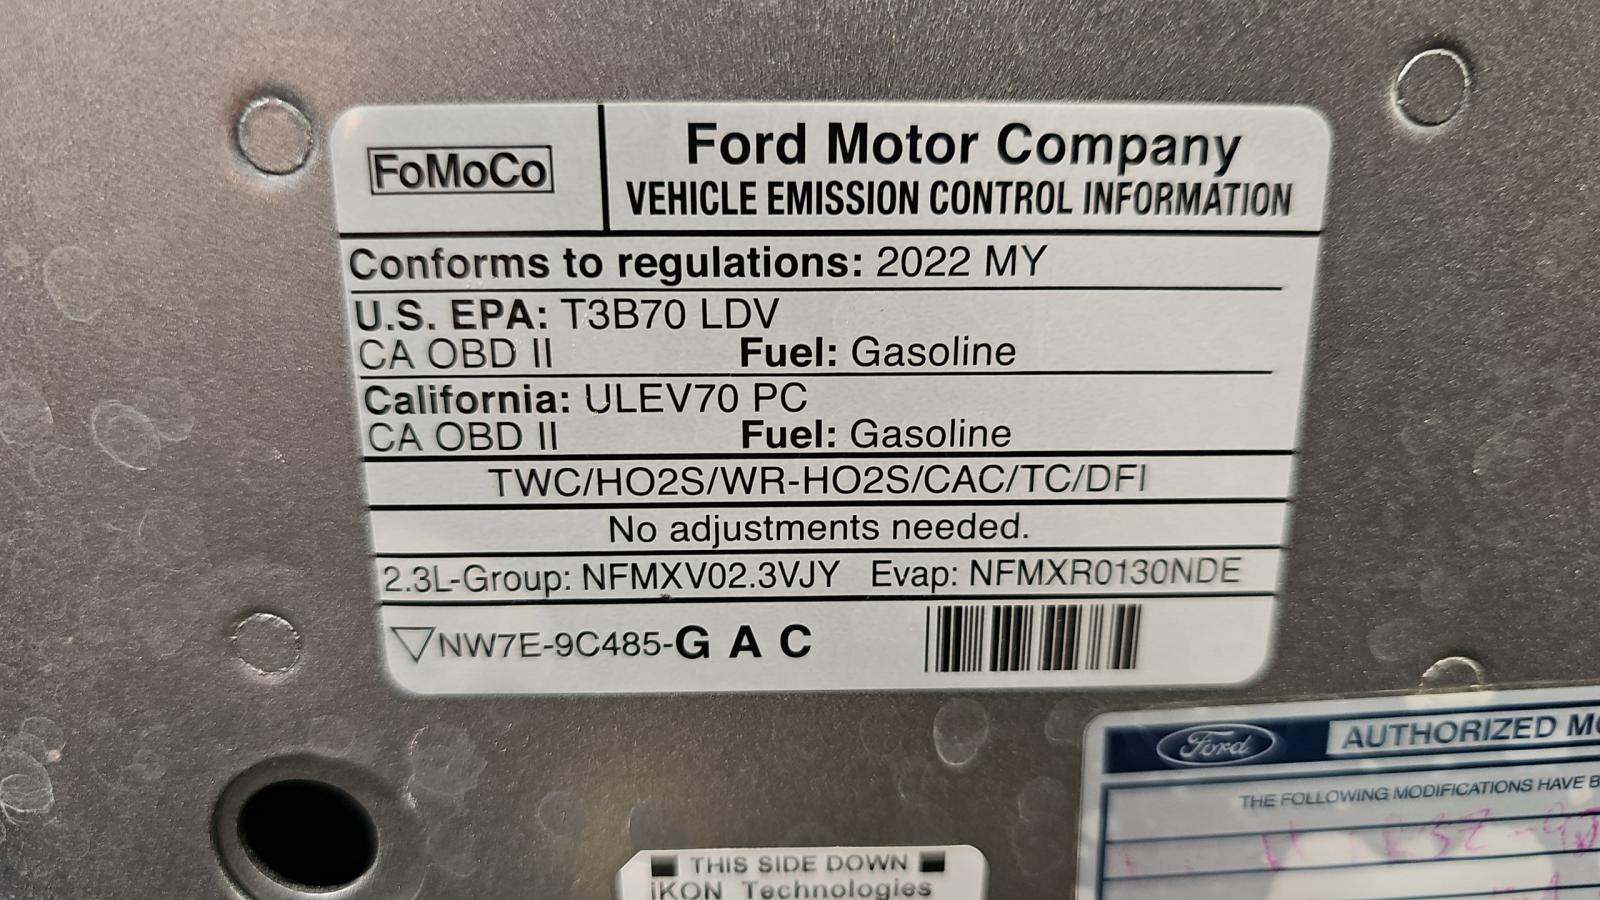 FoMoCo
Ford Motor Company
VEHICLE EMISSION CONTROL INFORMATION
Conforms to regulations: 2022 MY
U.S. EPA: T3B70 LDV
CA OBD II Fuel: Gasoline
California: ULEV70 PC
CA OBD II Fuel: Gasoline
TWC/HO2S/WR-HO2S/CAC/TC/DFI
No adjustments needed.
2.3L-Group: NFMXV02.3VJY Evap: NFMXR0130NDE
NW7E-9C485-G A C
Ford AUTHORIZED
THE FOLLOWING MODIFICATIONS HAVE
THIS SIDE DOWN
iKON Technologies